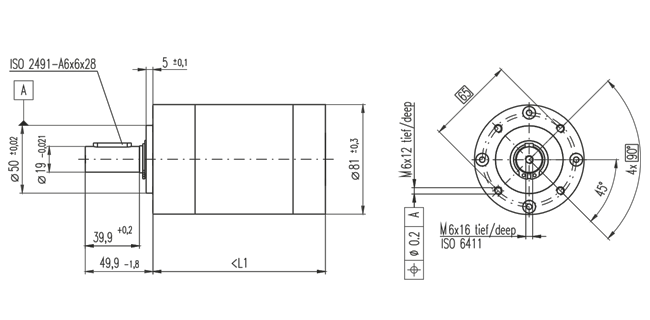 ISO 2491-A6x6x28
5 ±0,1
A
⌀50 ±0,02
⌀19 -0,021
⌀81 ±0,3
39,9 +0,2
49,9 -1,8
<L1
65
M6x12 tief/deep
4x 90°
45°
A
⌀ 0.2
M6x16 tief/deep
ISO 6411